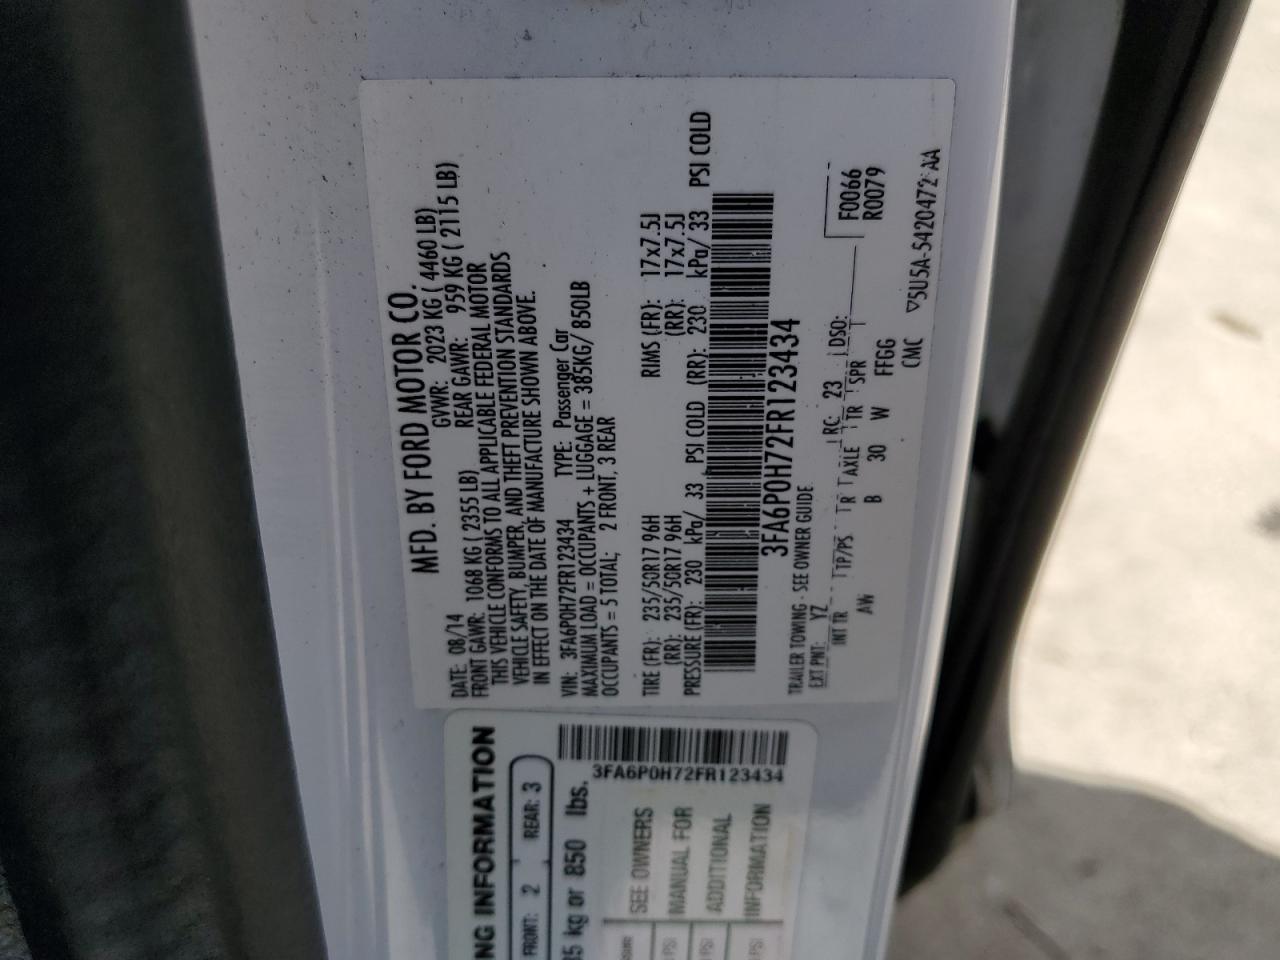 MFD. BY FORD MOTOR CO.
DATE: 08/14 GVWR: 2023 KG ( 4460 LB)
FRONT GAWR: 1068 KG ( 2355 LB) REAR GAWR: 959 KG ( 2115 LB)
THIS VEHICLE CONFORMS TO ALL APPLICABLE FEDERAL MOTOR
VEHICLE SAFETY, BUMPER, AND THEFT PREVENTION STANDARDS
IN EFFECT ON THE DATE OF MANUFACTURE SHOWN ABOVE.
VIN: 3FA6P0H72FR123434 TYPE: Passenger Car
MAXIMUM LOAD = OCCUPANTS + LUGGAGE = 385KG/ 850LB
OCCUPANTS = 5 TOTAL; 2 FRONT, 3 REAR
TIRE (FR): 235/50R17 96H RIMS (FR): 17x7.5J
(RR): 235/50R17 96H (RR): 17x7.5J
PRESSURE (FR): 230 kPa/ 33 PSI COLD (RR): 230 kPa/ 33 PSI COLD
3FA6P0H72FR123434
TRAILER TOWING - SEE OWNER GUIDE
EXT PNT: YZ RC: 23 DSO:
F0066
R0079
INT TR TP/PS R AXLE TR SPR T
AW B 30 W FFGG
CMC ▽5U5A-5420472-AA
NG INFORMATION
FRONT: 2 REAR: 3
85 kg or 850 lbs.
3FA6P0H72FR123434
SEE OWNERS
MANUAL FOR
ADDITIONAL
INFORMATION
SUR
PSI
PSI
PSI